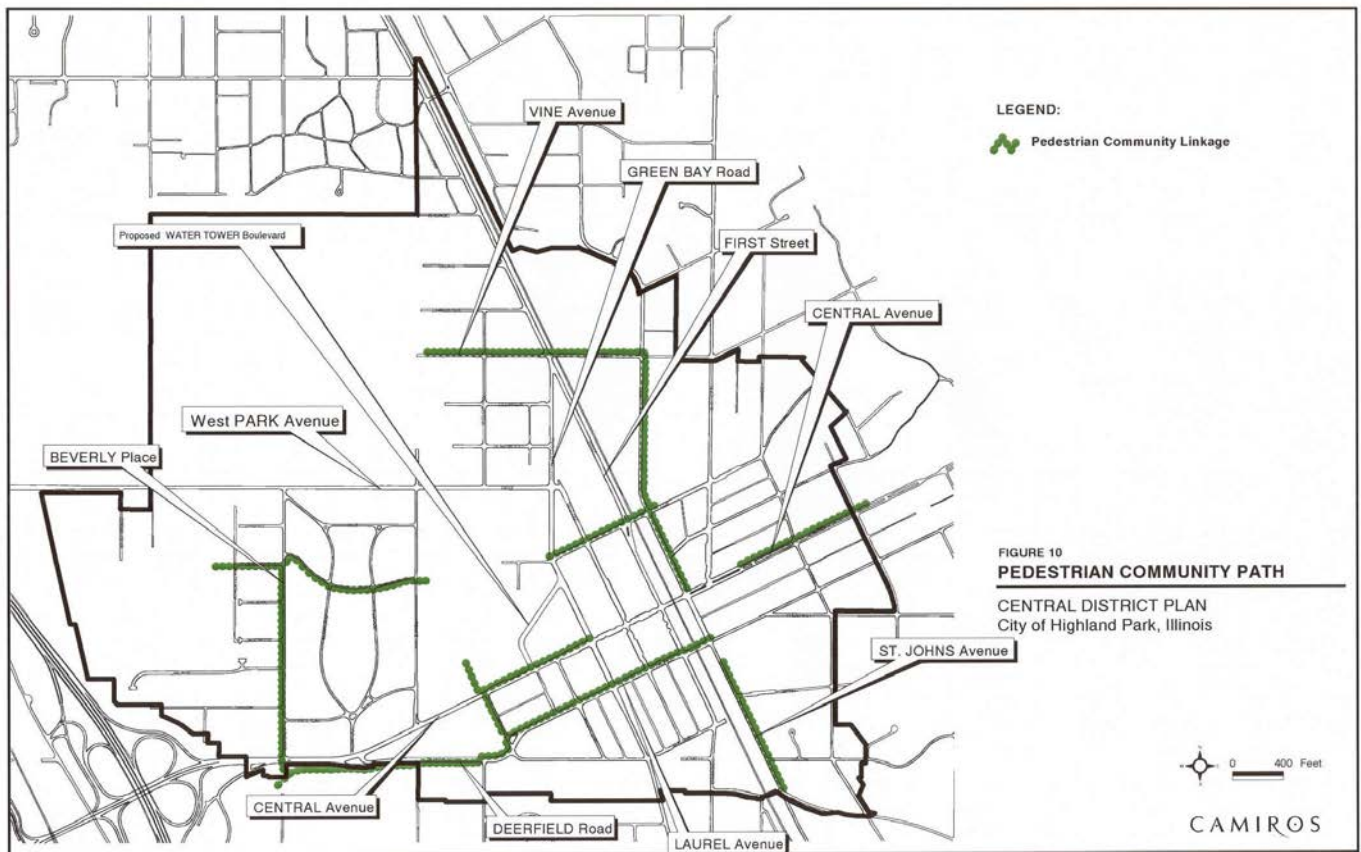 VINE Avenue
GREEN BAY Road
Proposed WATER TOWER Boulevard
FIRST Street
CENTRAL Avenue
West PARK Avenue
BEVERLY Place
ST. JOHNS Avenue
CENTRAL Avenue
DEERFIELD Road
LAUREL Avenue
LEGEND:
Pedestrian Community Linkage
FIGURE 10
PEDESTRIAN COMMUNITY PATH
CENTRAL DISTRICT PLAN
City of Highland Park, Illinois
0 400 Feet
CAMIROS